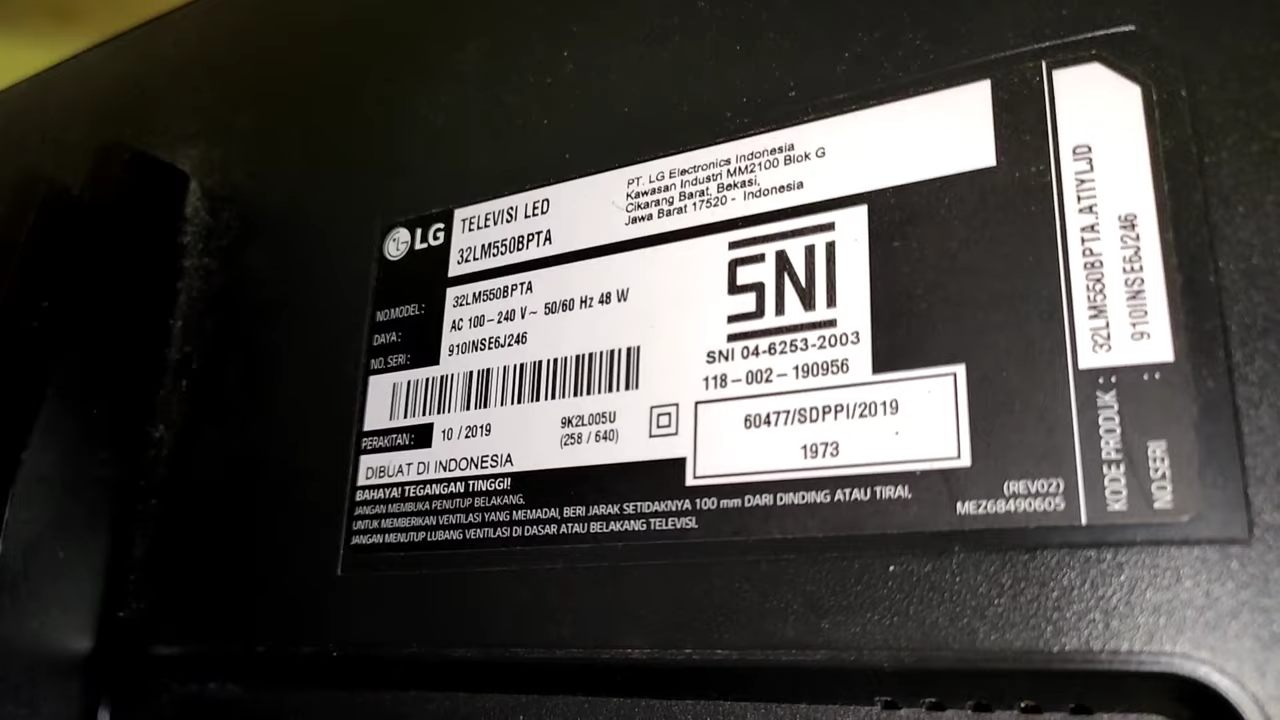 LG
TELEVISI LED
32LM550BPTA
PT. LG Electronics Indonesia
Kawasan Industri MM2100 Blok G
Cikarang Barat, Bekasi,
Jawa Barat 17520 - Indonesia
NO.MODEL : 32LM550BPTA
DAYA : AC 100-240 V~ 50/60 Hz 48 W
NO. SERI : 910INSE6J246
SNI
SNI 04-6253-2003
118-002-190956
PERAKITAN : 10 / 2019
9K2L005U
(258 / 640)
60477/SDPPI/2019
1973
DIBUAT DI INDONESIA
BAHAYA! TEGANGAN TINGGI!
JANGAN MEMBUKA PENUTUP BELAKANG.
UNTUK MEMBERIKAN VENTILASI YANG MEMADAI, BERI JARAK SETIDAKNYA 100 mm DARI DINDING ATAU TIRAI,
JANGAN MENUTUP LUBANG VENTILASI DI DASAR ATAU BELAKANG TELEVISI.
(REV02)
MEZ68490605
KODE PRODUK : 32LM550BPTA.ATIYLJD
NO.SERI : 910INSE6J246